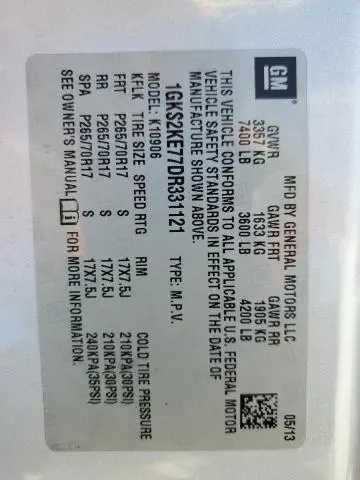 GM
MFD BY GENERAL MOTORS LLC 05/13
GVWR GAWR FRT GAWR RR
3357 KG 1633 KG 1905 KG
7400 LB 3600 LB 4200 LB
THIS VEHICLE CONFORMS TO ALL APPLICABLE U.S. FEDERAL MOTOR
VEHICLE SAFETY STANDARDS IN EFFECT ON THE DATE OF
MANUFACTURE SHOWN ABOVE.
1GKS2KE77DR331121 TYPE: M.P.V.
MODEL: K10906
KFLK TIRE SIZE SPEED RTG RIM COLD TIRE PRESSURE
FRT P265/70R17 S 17X7.5J 210KPA(30PSI)
RR P265/70R17 S 17X7.5J 210KPA(30PSI)
SPA P265/70R17 S 17X7.5J 240KPA(35PSI)
SEE OWNER'S MANUAL i FOR MORE INFORMATION.